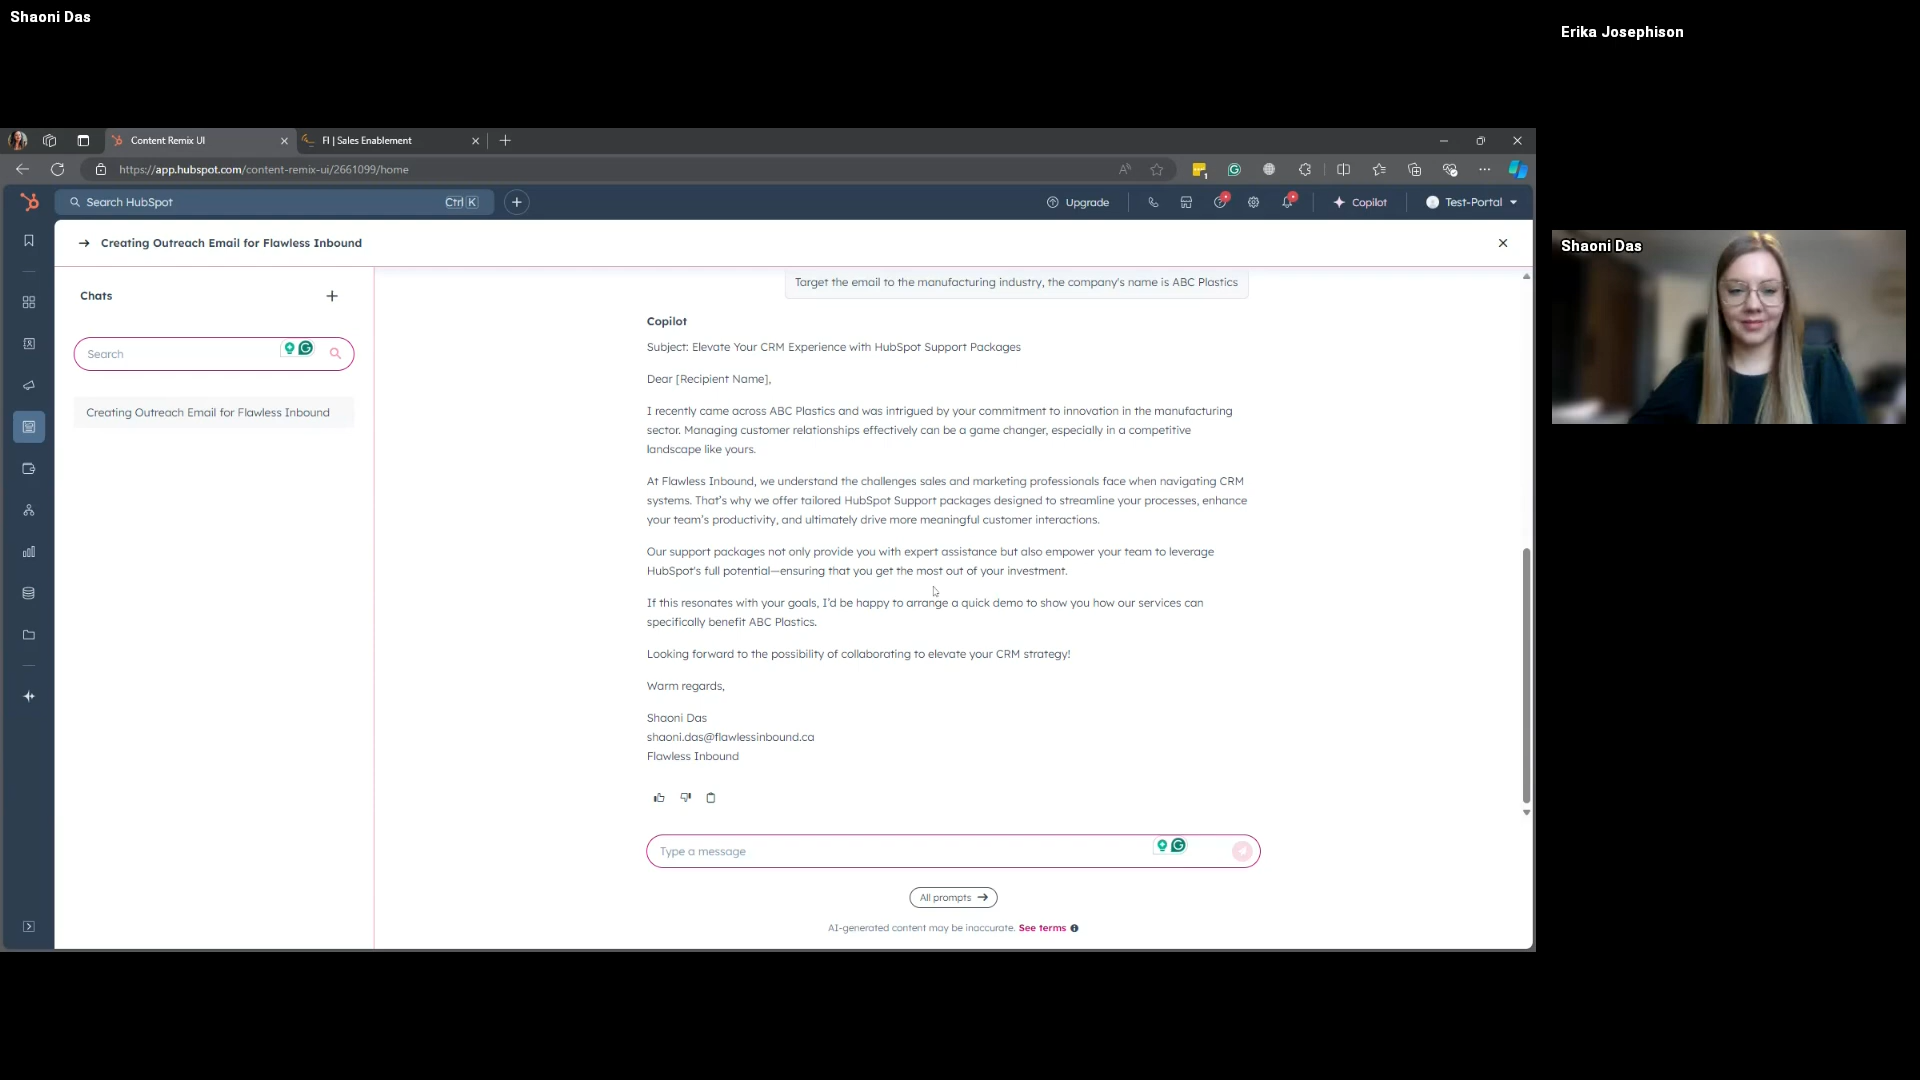 Shaoni Das
Erika Josephison
Content Remix UI
FI | Sales Enablement
https://app.hubspot.com/content-remix-ui/2661099/home
Search HubSpot
Ctrl K
Upgrade
Copilot
Test-Portal
Creating Outreach Email for Flawless Inbound
Shaoni Das
Chats
Search
Creating Outreach Email for Flawless Inbound
Target the email to the manufacturing industry, the company's name is ABC Plastics
Copilot
Subject: Elevate Your CRM Experience with HubSpot Support Packages
Dear [Recipient Name],
I recently came across ABC Plastics and was intrigued by your commitment to innovation in the manufacturing
sector. Managing customer relationships effectively can be a game changer, especially in a competitive
landscape like yours.
At Flawless Inbound, we understand the challenges sales and marketing professionals face when navigating CRM
systems. That's why we offer tailored HubSpot Support packages designed to streamline your processes, enhance
your team's productivity, and ultimately drive more meaningful customer interactions.
Our support packages not only provide you with expert assistance but also empower your team to leverage
HubSpot's full potential—ensuring that you get the most out of your investment.
If this resonates with your goals, I'd be happy to arrange a quick demo to show you how our services can
specifically benefit ABC Plastics.
Looking forward to the possibility of collaborating to elevate your CRM strategy!
Warm regards,
Shaoni Das
shaoni.das@flawlessinbound.ca
Flawless Inbound
Type a message
All prompts
AI-generated content may be inaccurate. See terms